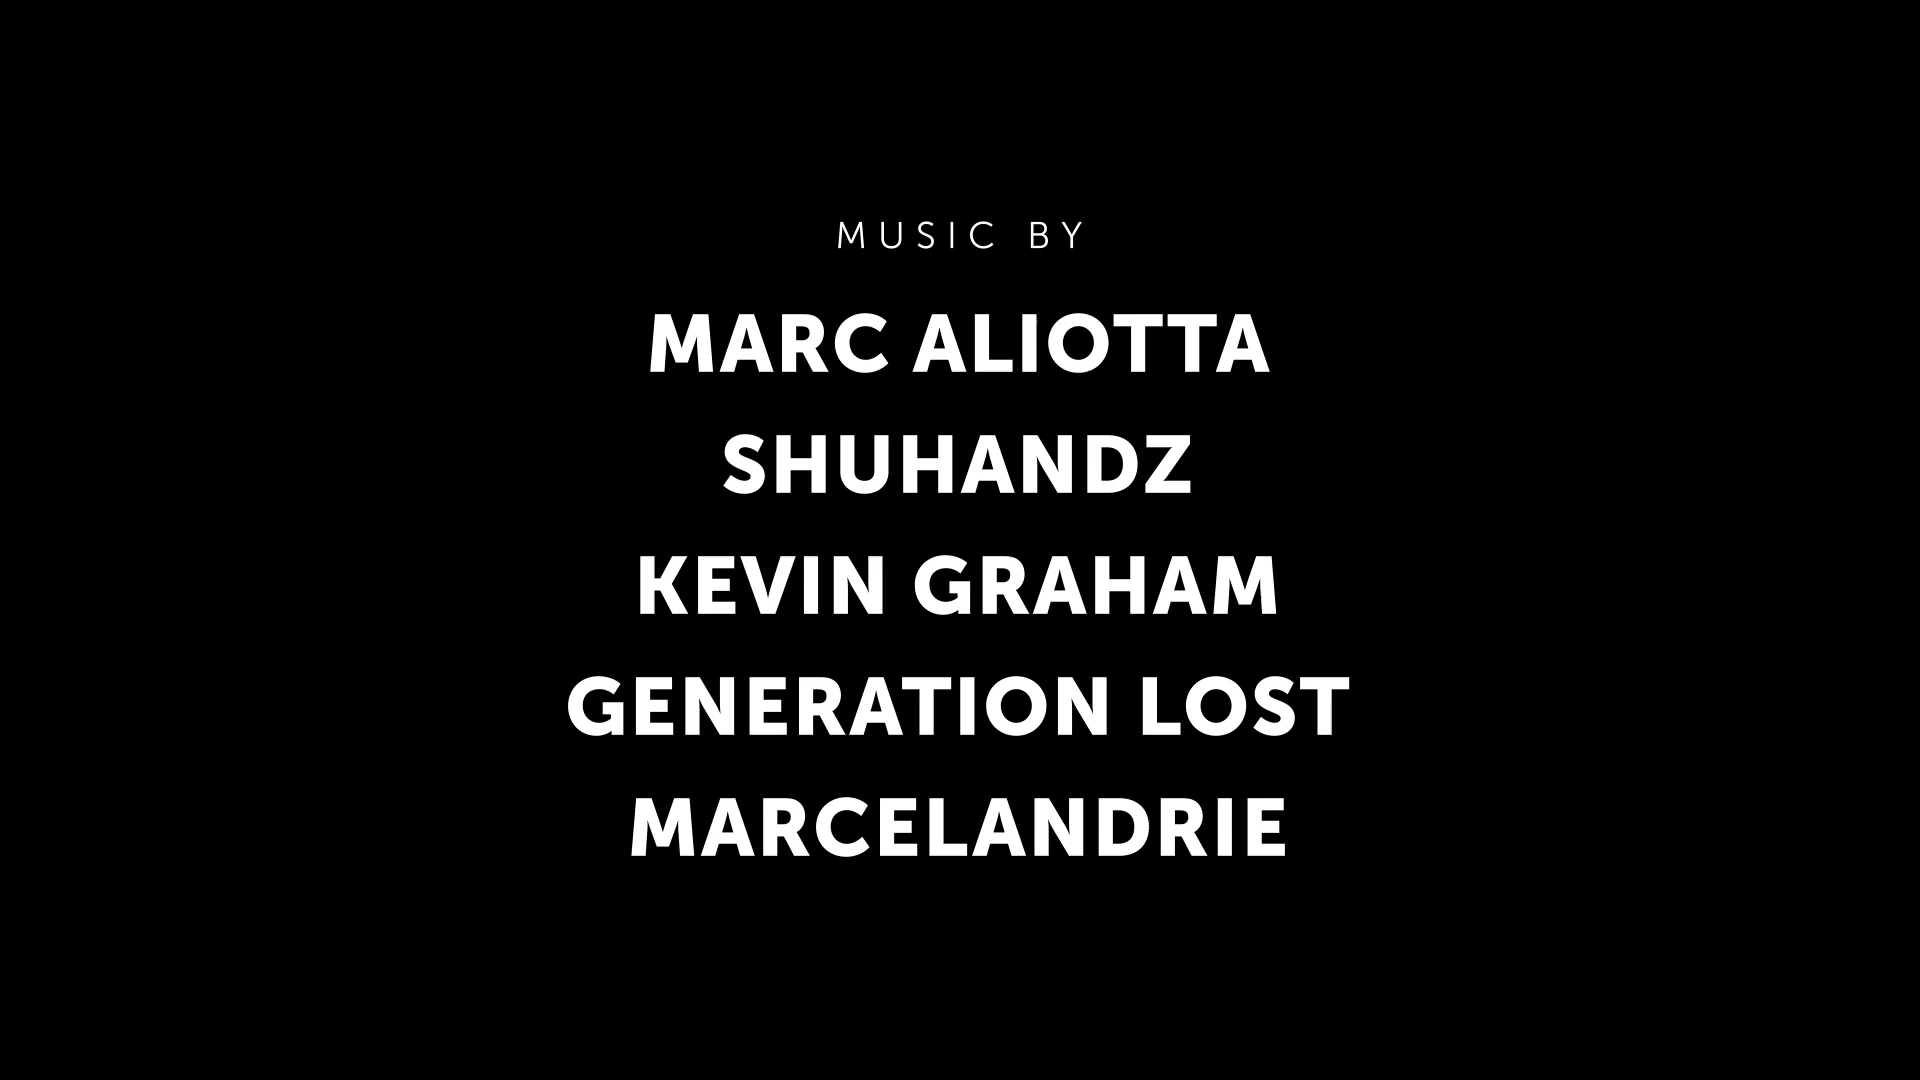 MUSIC BY
MARC ALIOTTA
SHUHANDZ
KEVIN GRAHAM
GENERATION LOST
MARCELANDRIE